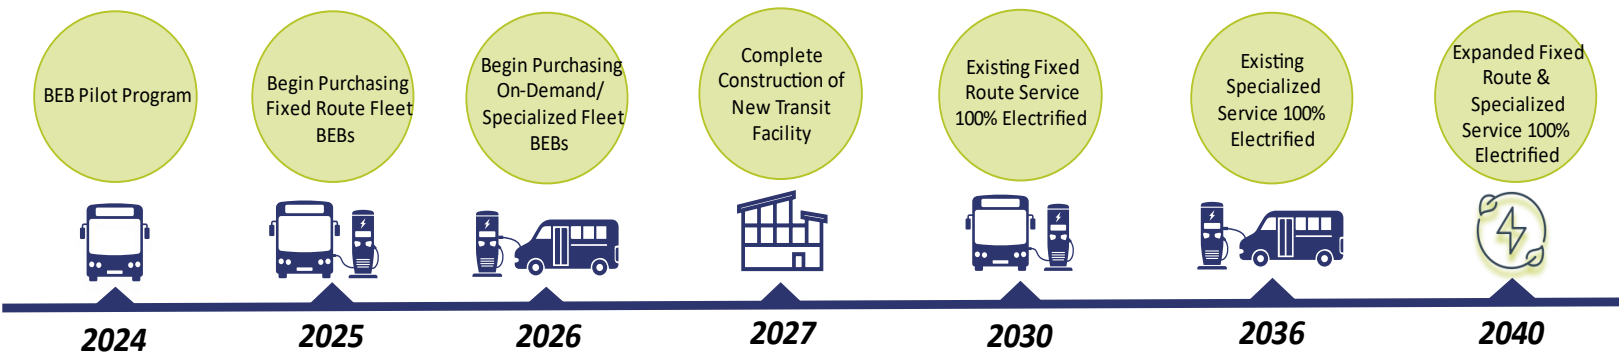 BEB Pilot Program
Begin Purchasing
Fixed Route Fleet
BEBs
Begin Purchasing
On-Demand/
Specialized Fleet
BEBs
Complete
Construction of
New Transit
Facility
Existing Fixed
Route Service
100% Electrified
Existing
Specialized
Service 100%
Electrified
Expanded Fixed
Route &
Specialized
Service 100%
Electrified
2024
2025
2026
2027
2030
2036
2040